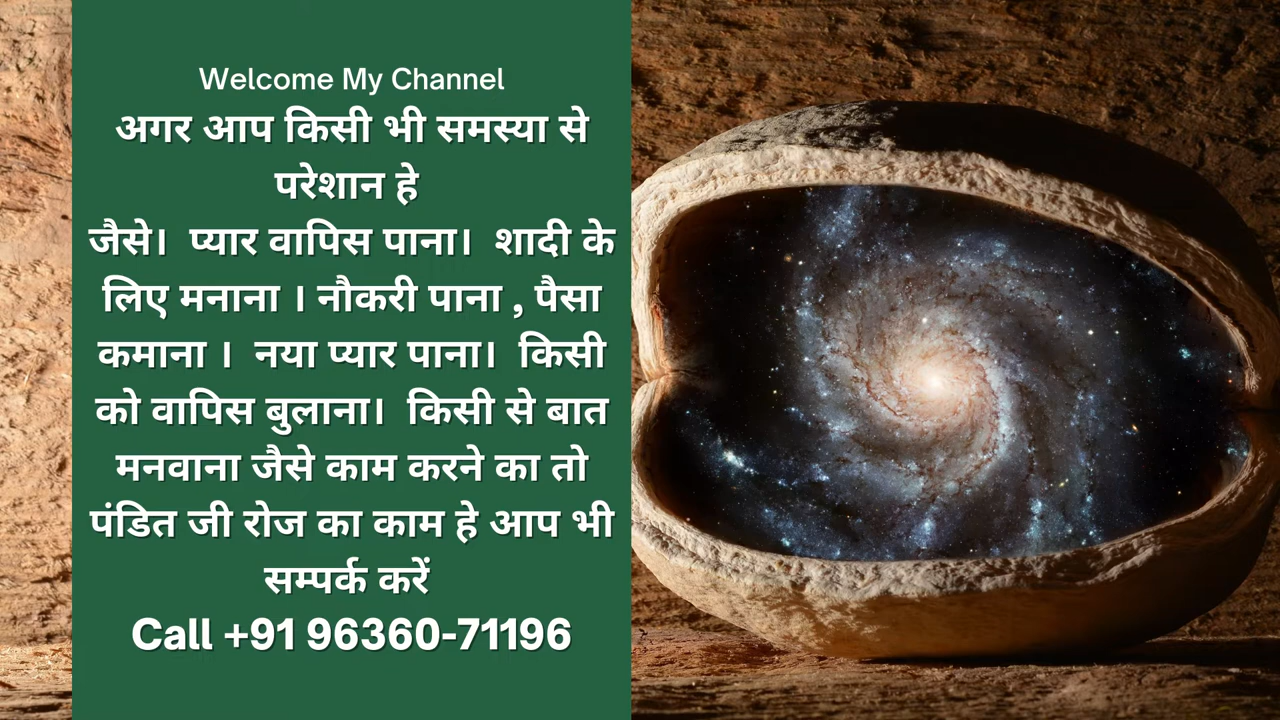 Welcome My Channel
अगर आप किसी भी समस्या से
परेशान हे
जैसे। प्यार वापिस पाना। शादी के
लिए मनाना । नौकरी पाना , पैसा
कमाना । नया प्यार पाना। किसी
को वापिस बुलाना। किसी से बात
मनवाना जैसे काम करने का तो
पंडित जी रोज का काम हे आप भी
सम्पर्क करें
Call +91 96360-71196